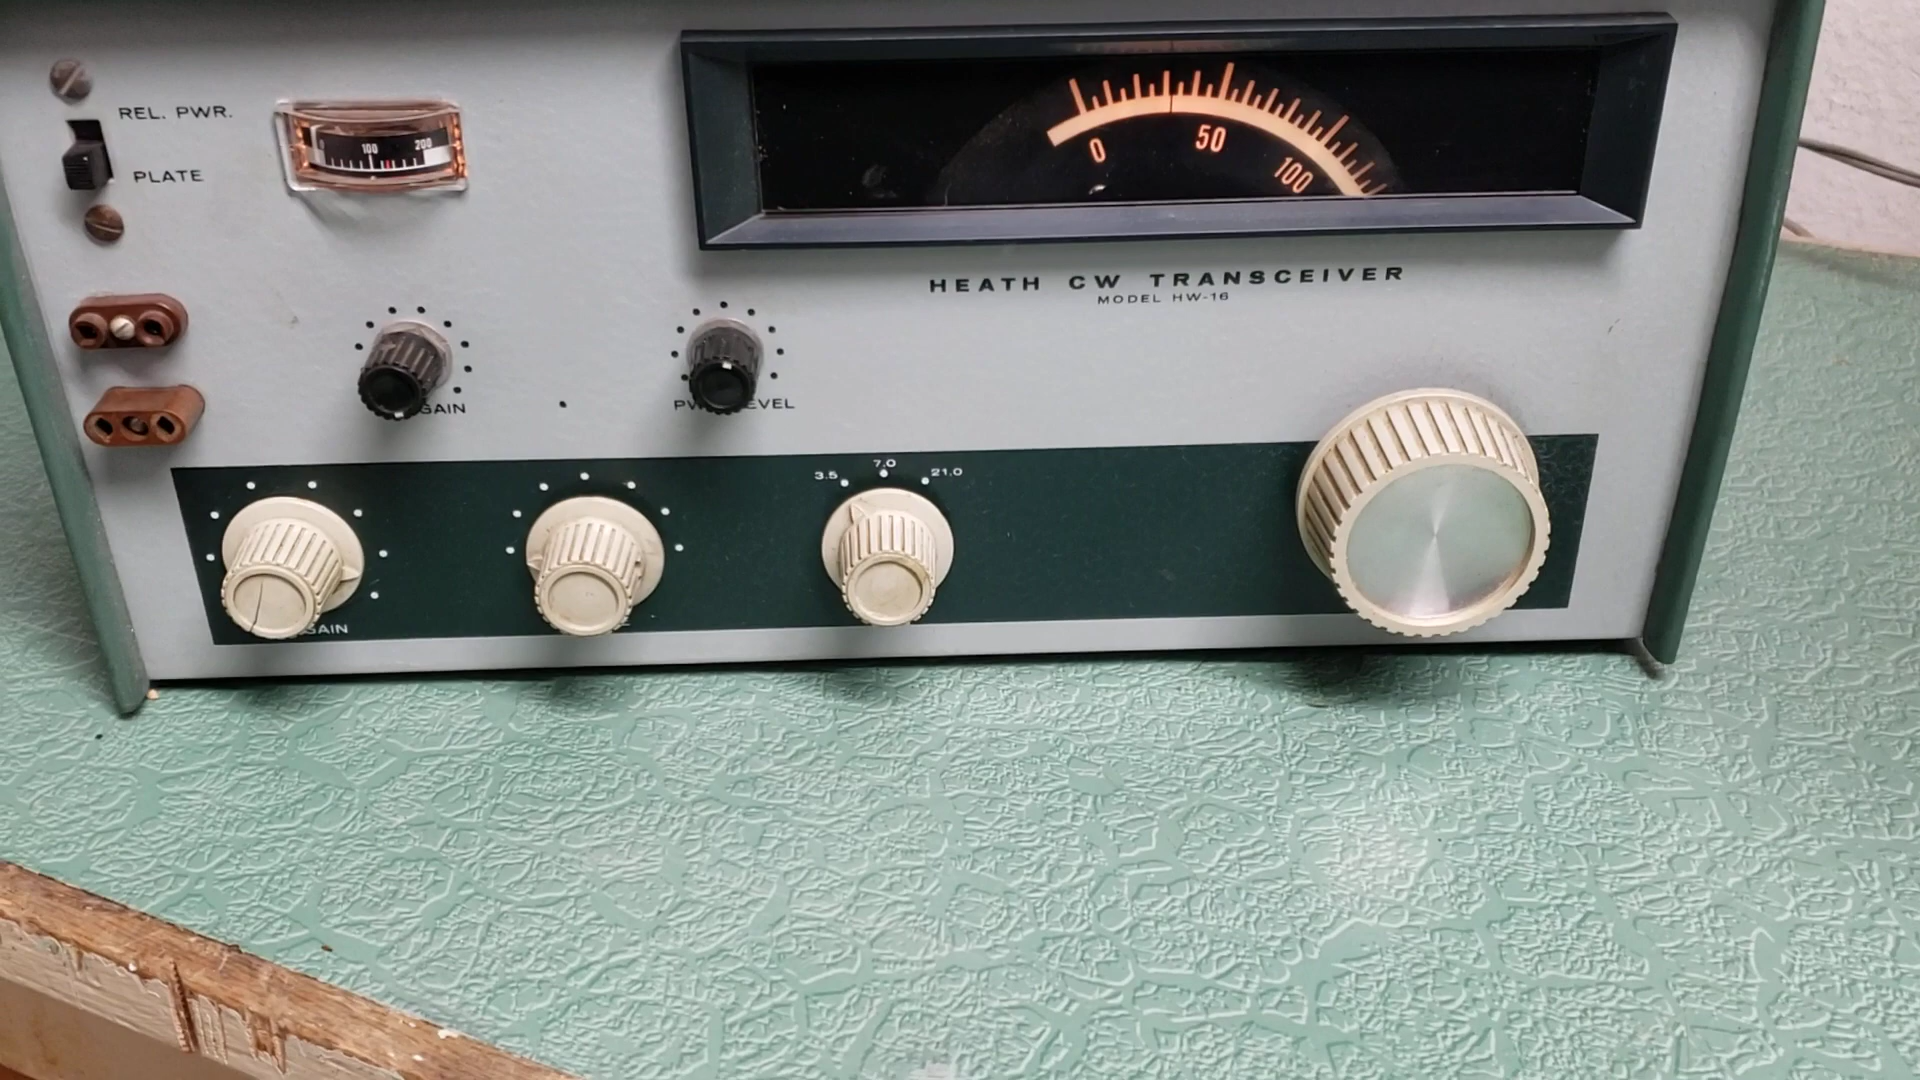 REL. PWR.
PLATE
0 100 200
0 50 100
HEATH CW TRANSCEIVER
MODEL HW-16
GAIN
3.5 7.0 21.0
GAIN